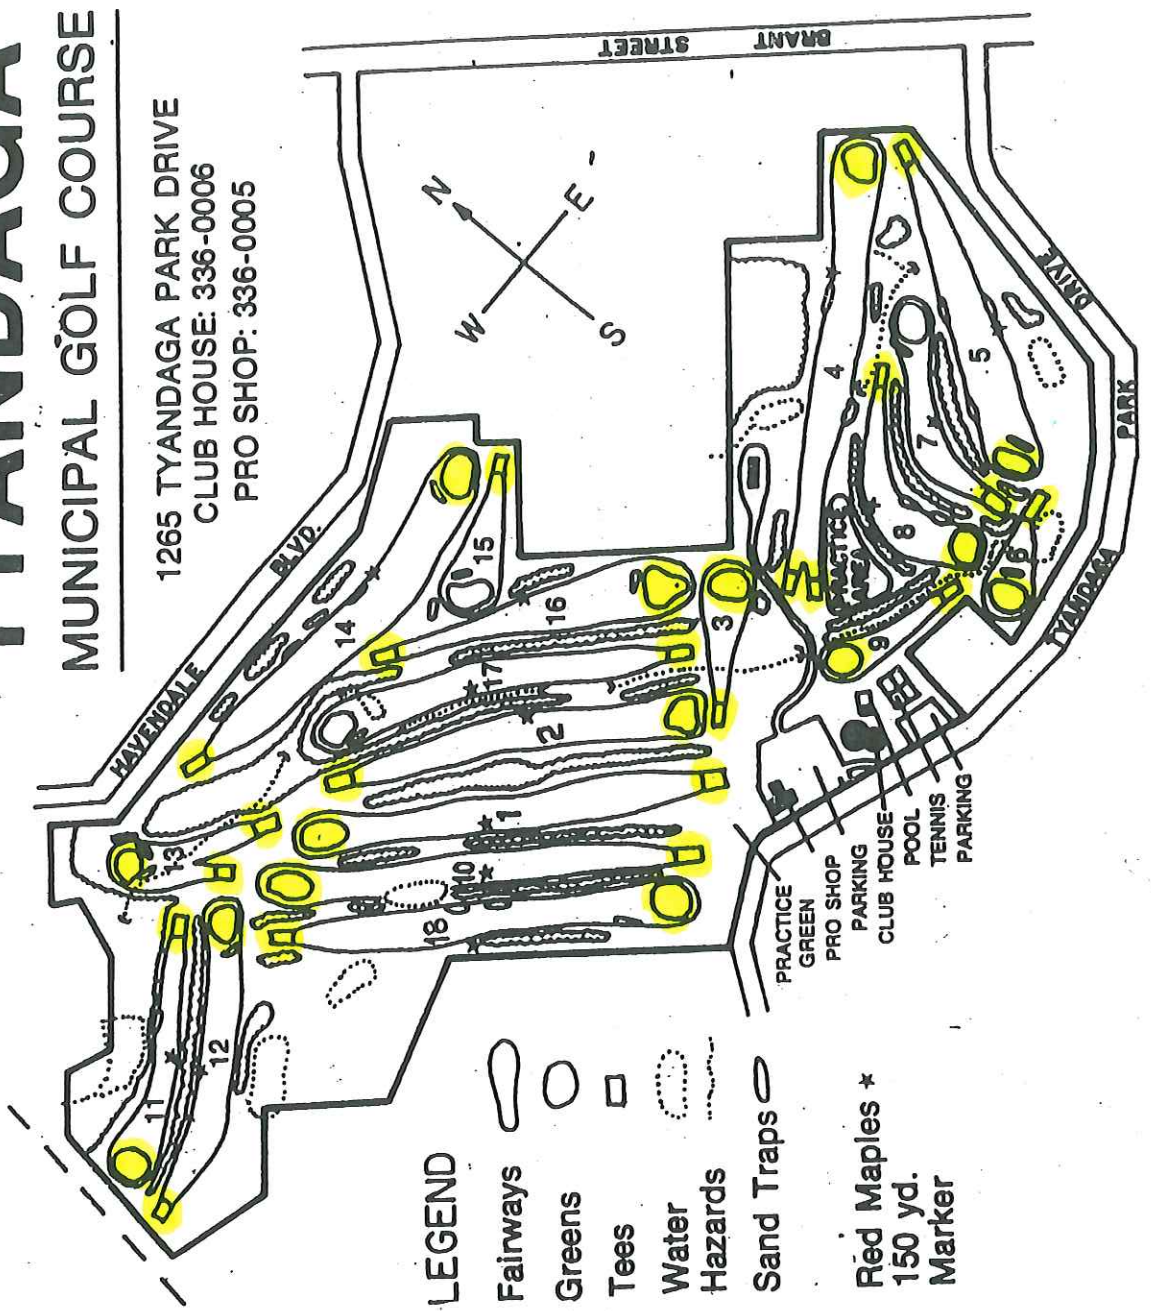 TYANDAGA
MUNICIPAL GOLF COURSE
1265 TYANDAGA PARK DRIVE
CLUB HOUSE: 336-0006
PRO SHOP: 336-0005
BRANT STREET
HAVENDALE BLVD.
N
E
W
S
TYANDAGA PARK DRIVE
1
2
3
4
5
6
7
8
9
10
11
12
13
14
15
16
17
18
PRACTICE
AREA
PRACTICE
GREEN
PRO SHOP
PARKING
CLUB HOUSE
POOL
TENNIS
PARKING
LEGEND
Fairways
Greens
Tees
Water
Hazards
Sand Traps
Red Maples ★
150 yd.
Marker